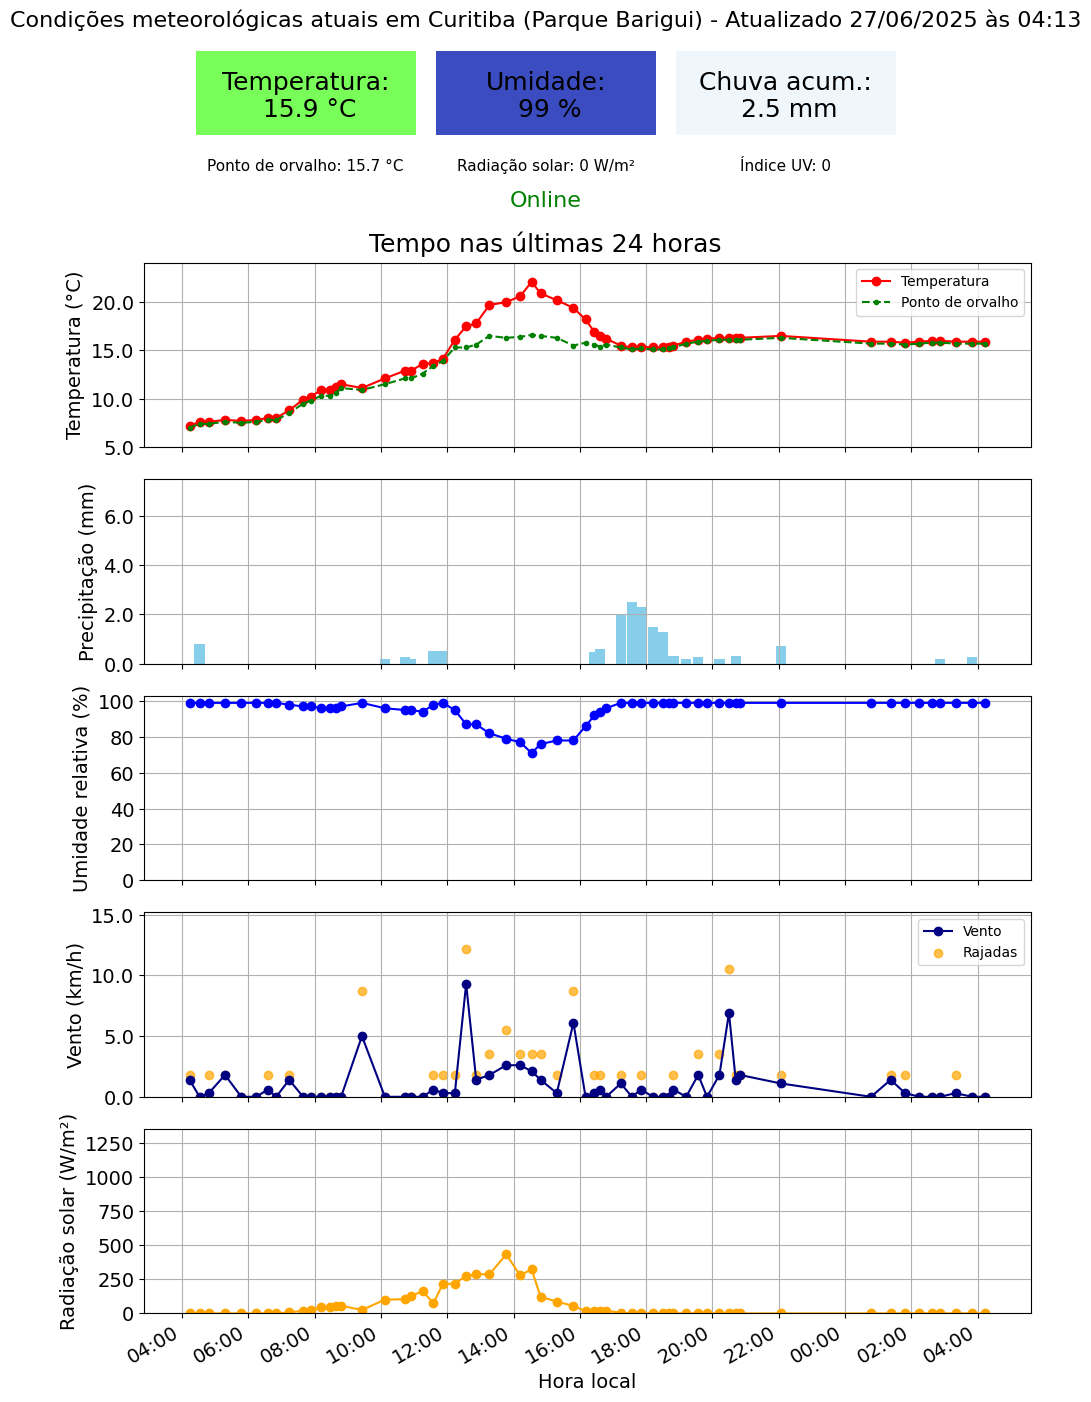 Condições meteorológicas atuais em Curitiba (Parque Barigui) - Atualizado 27/06/2025 às 04:13
Temperatura:
15.9 °C
Umidade:
99 %
Chuva acum.:
2.5 mm
Ponto de orvalho: 15.7 °C
Radiação solar: 0 W/m²
Índice UV: 0
Online
Tempo nas últimas 24 horas
Temperatura (°C)
20.0
15.0
10.0
5.0
Temperatura
Ponto de orvalho
Precipitação (mm)
6.0
4.0
2.0
0.0
Umidade relativa (%)
100
80
60
40
20
0
Vento (km/h)
15.0
10.0
5.0
0.0
Vento
Rajadas
Radiação solar (W/m²)
1250
1000
750
500
250
0
04:00 06:00 08:00 10:00 12:00 14:00 16:00 18:00 20:00 22:00 00:00 02:00 04:00
Hora local